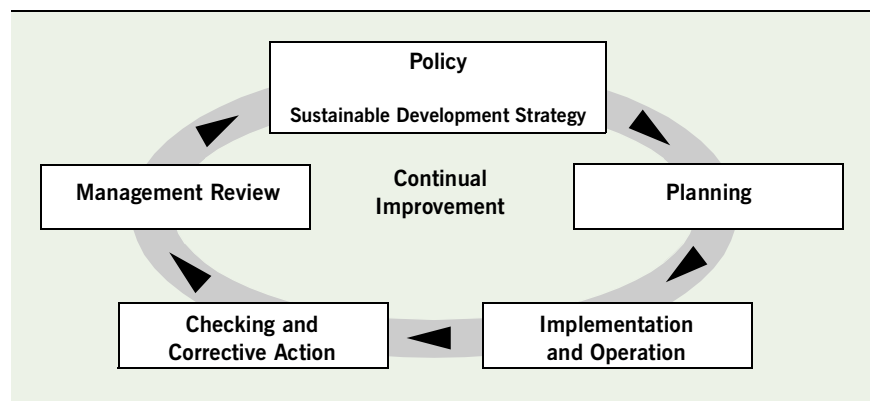 Policy
Sustainable Development Strategy
Management Review
Continual
Improvement
Planning
Checking and
Corrective Action
Implementation
and Operation